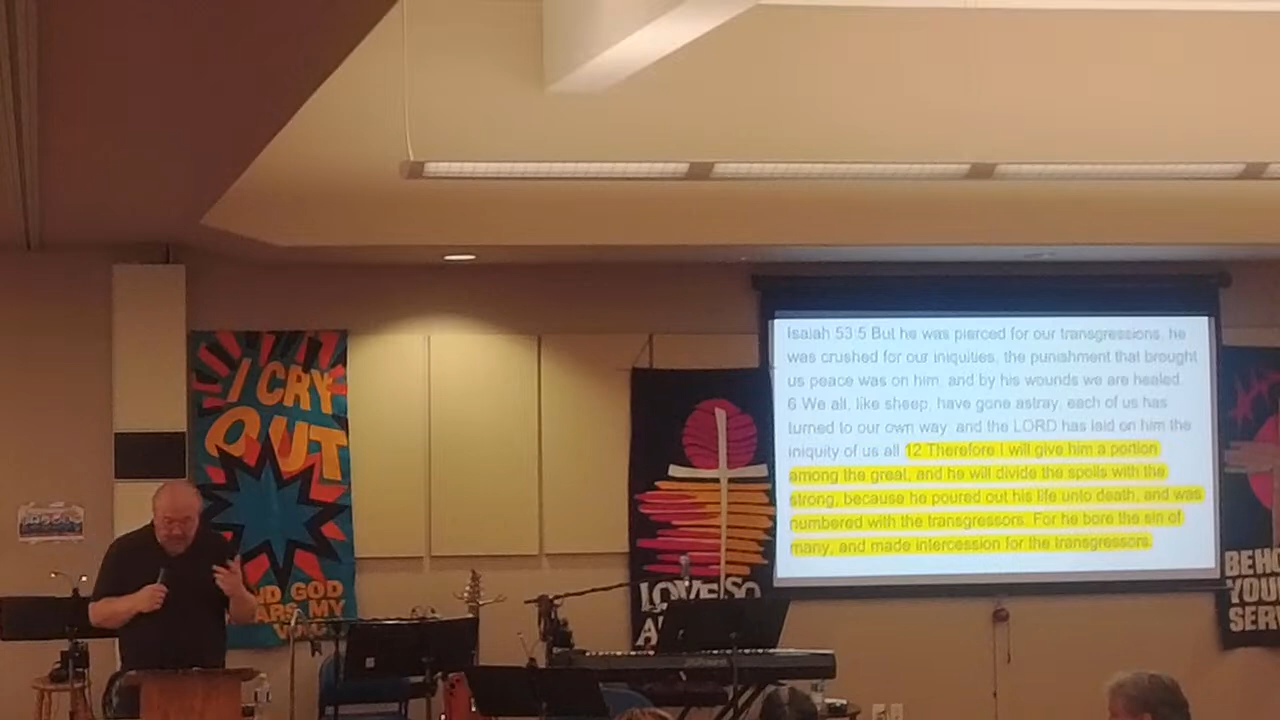 I CRY
OUT
ND GOD
ARS MY
LOVE SO
Isaiah 53:5 But he was pierced for our transgressions, he
was crushed for our iniquities, the punishment that brought
us peace was on him, and by his wounds we are healed.
6 We all, like sheep, have gone astray, each of us has
turned to our own way, and the LORD has laid on him the
iniquity of us all 12 Therefore I will give him a portion
among the great, and he will divide the spoils with the
strong, because he poured out his life unto death, and was
numbered with the transgressors. For he bore the sin of
many, and made intercession for the transgressors.
BEHO
YOU
SER